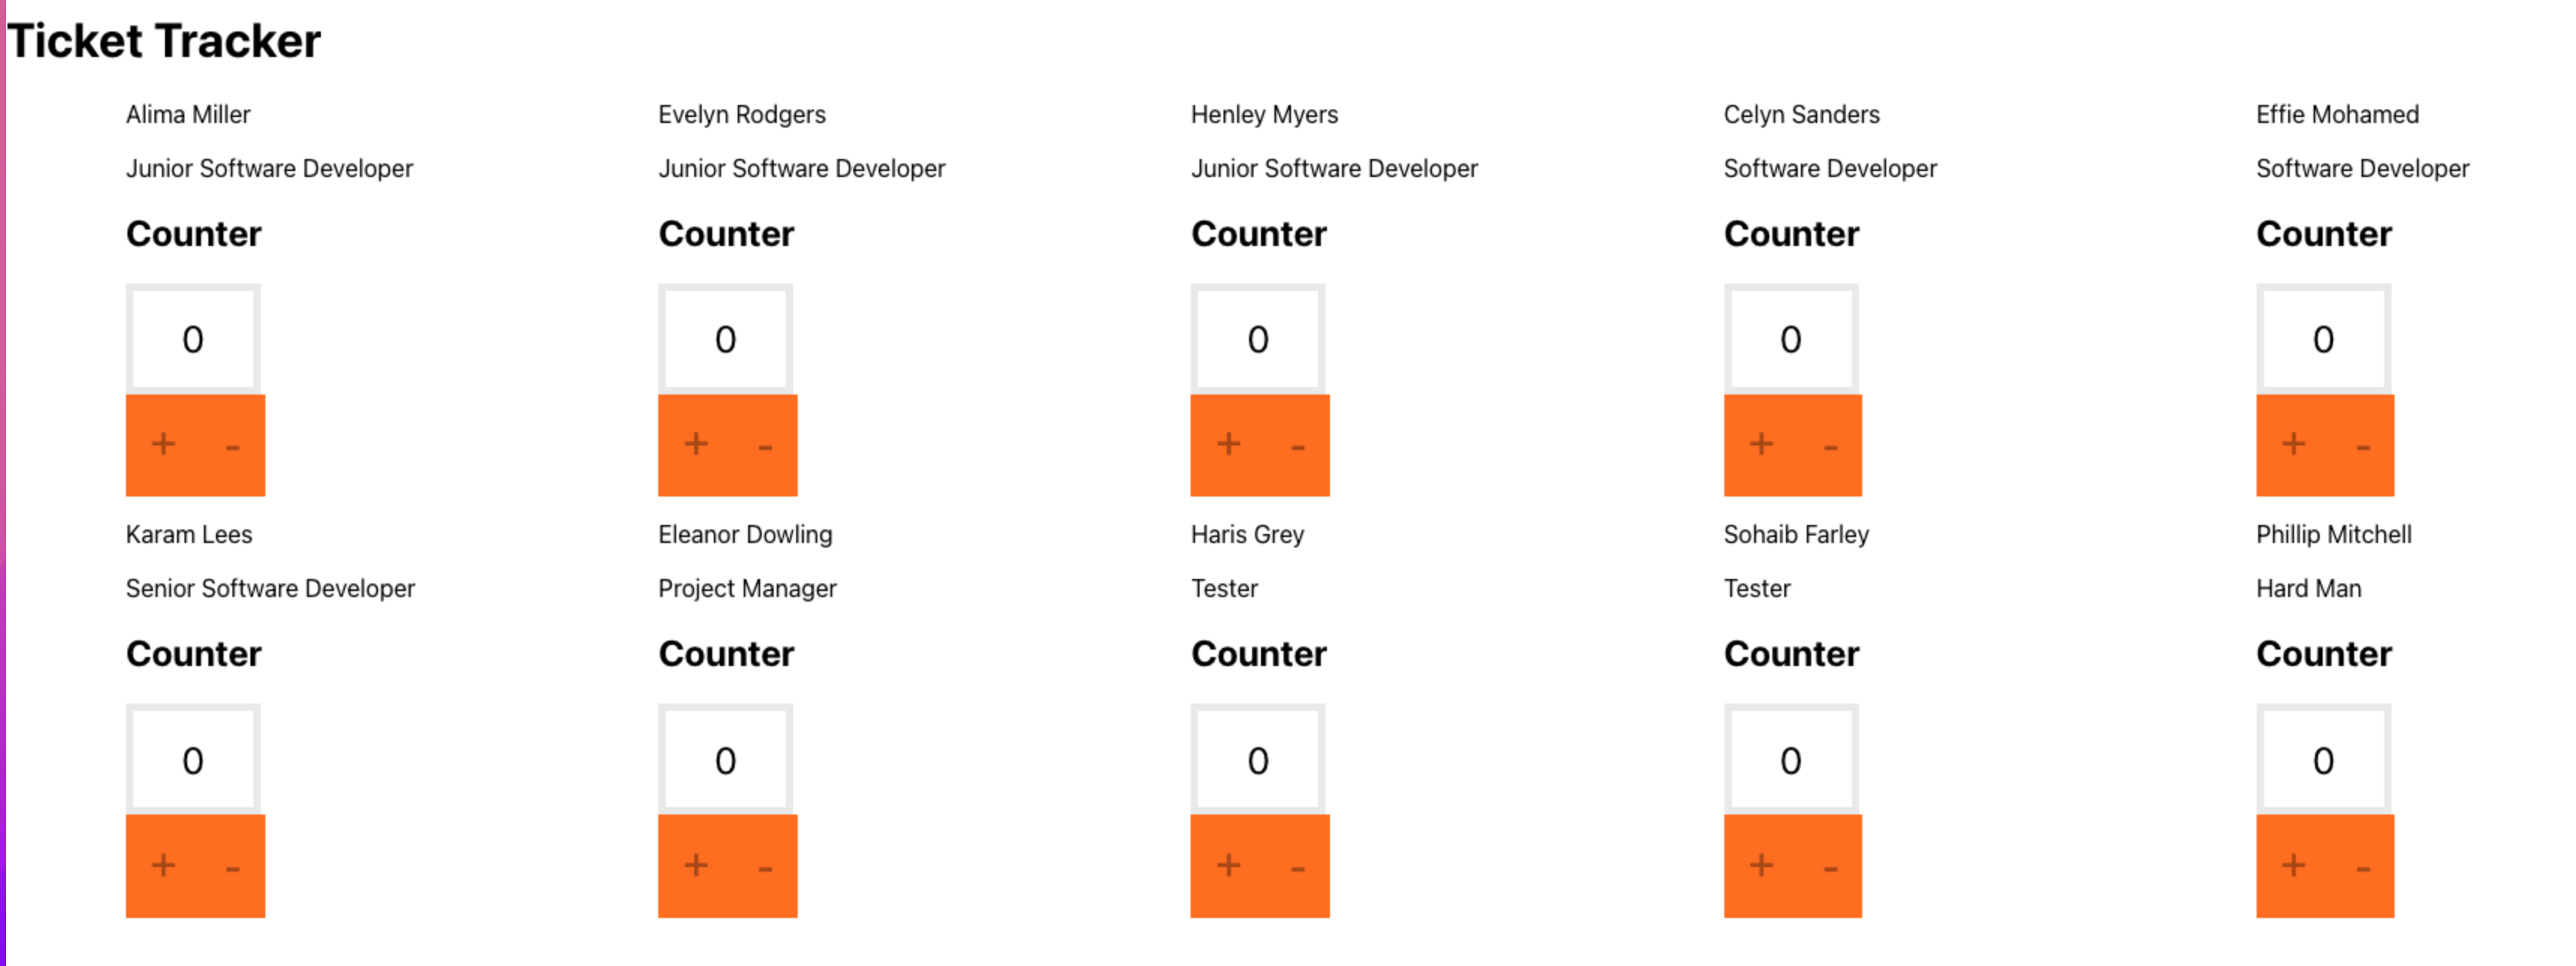 Ticket Tracker
Alima Miller
Junior Software Developer
Counter
0
+ -
Evelyn Rodgers
Junior Software Developer
Counter
0
+ -
Henley Myers
Junior Software Developer
Counter
0
+ -
Celyn Sanders
Software Developer
Counter
0
+ -
Effie Mohamed
Software Developer
Counter
0
+ -
Karam Lees
Senior Software Developer
Counter
0
+ -
Eleanor Dowling
Project Manager
Counter
0
+ -
Haris Grey
Tester
Counter
0
+ -
Sohaib Farley
Tester
Counter
0
+ -
Phillip Mitchell
Hard Man
Counter
0
+ -